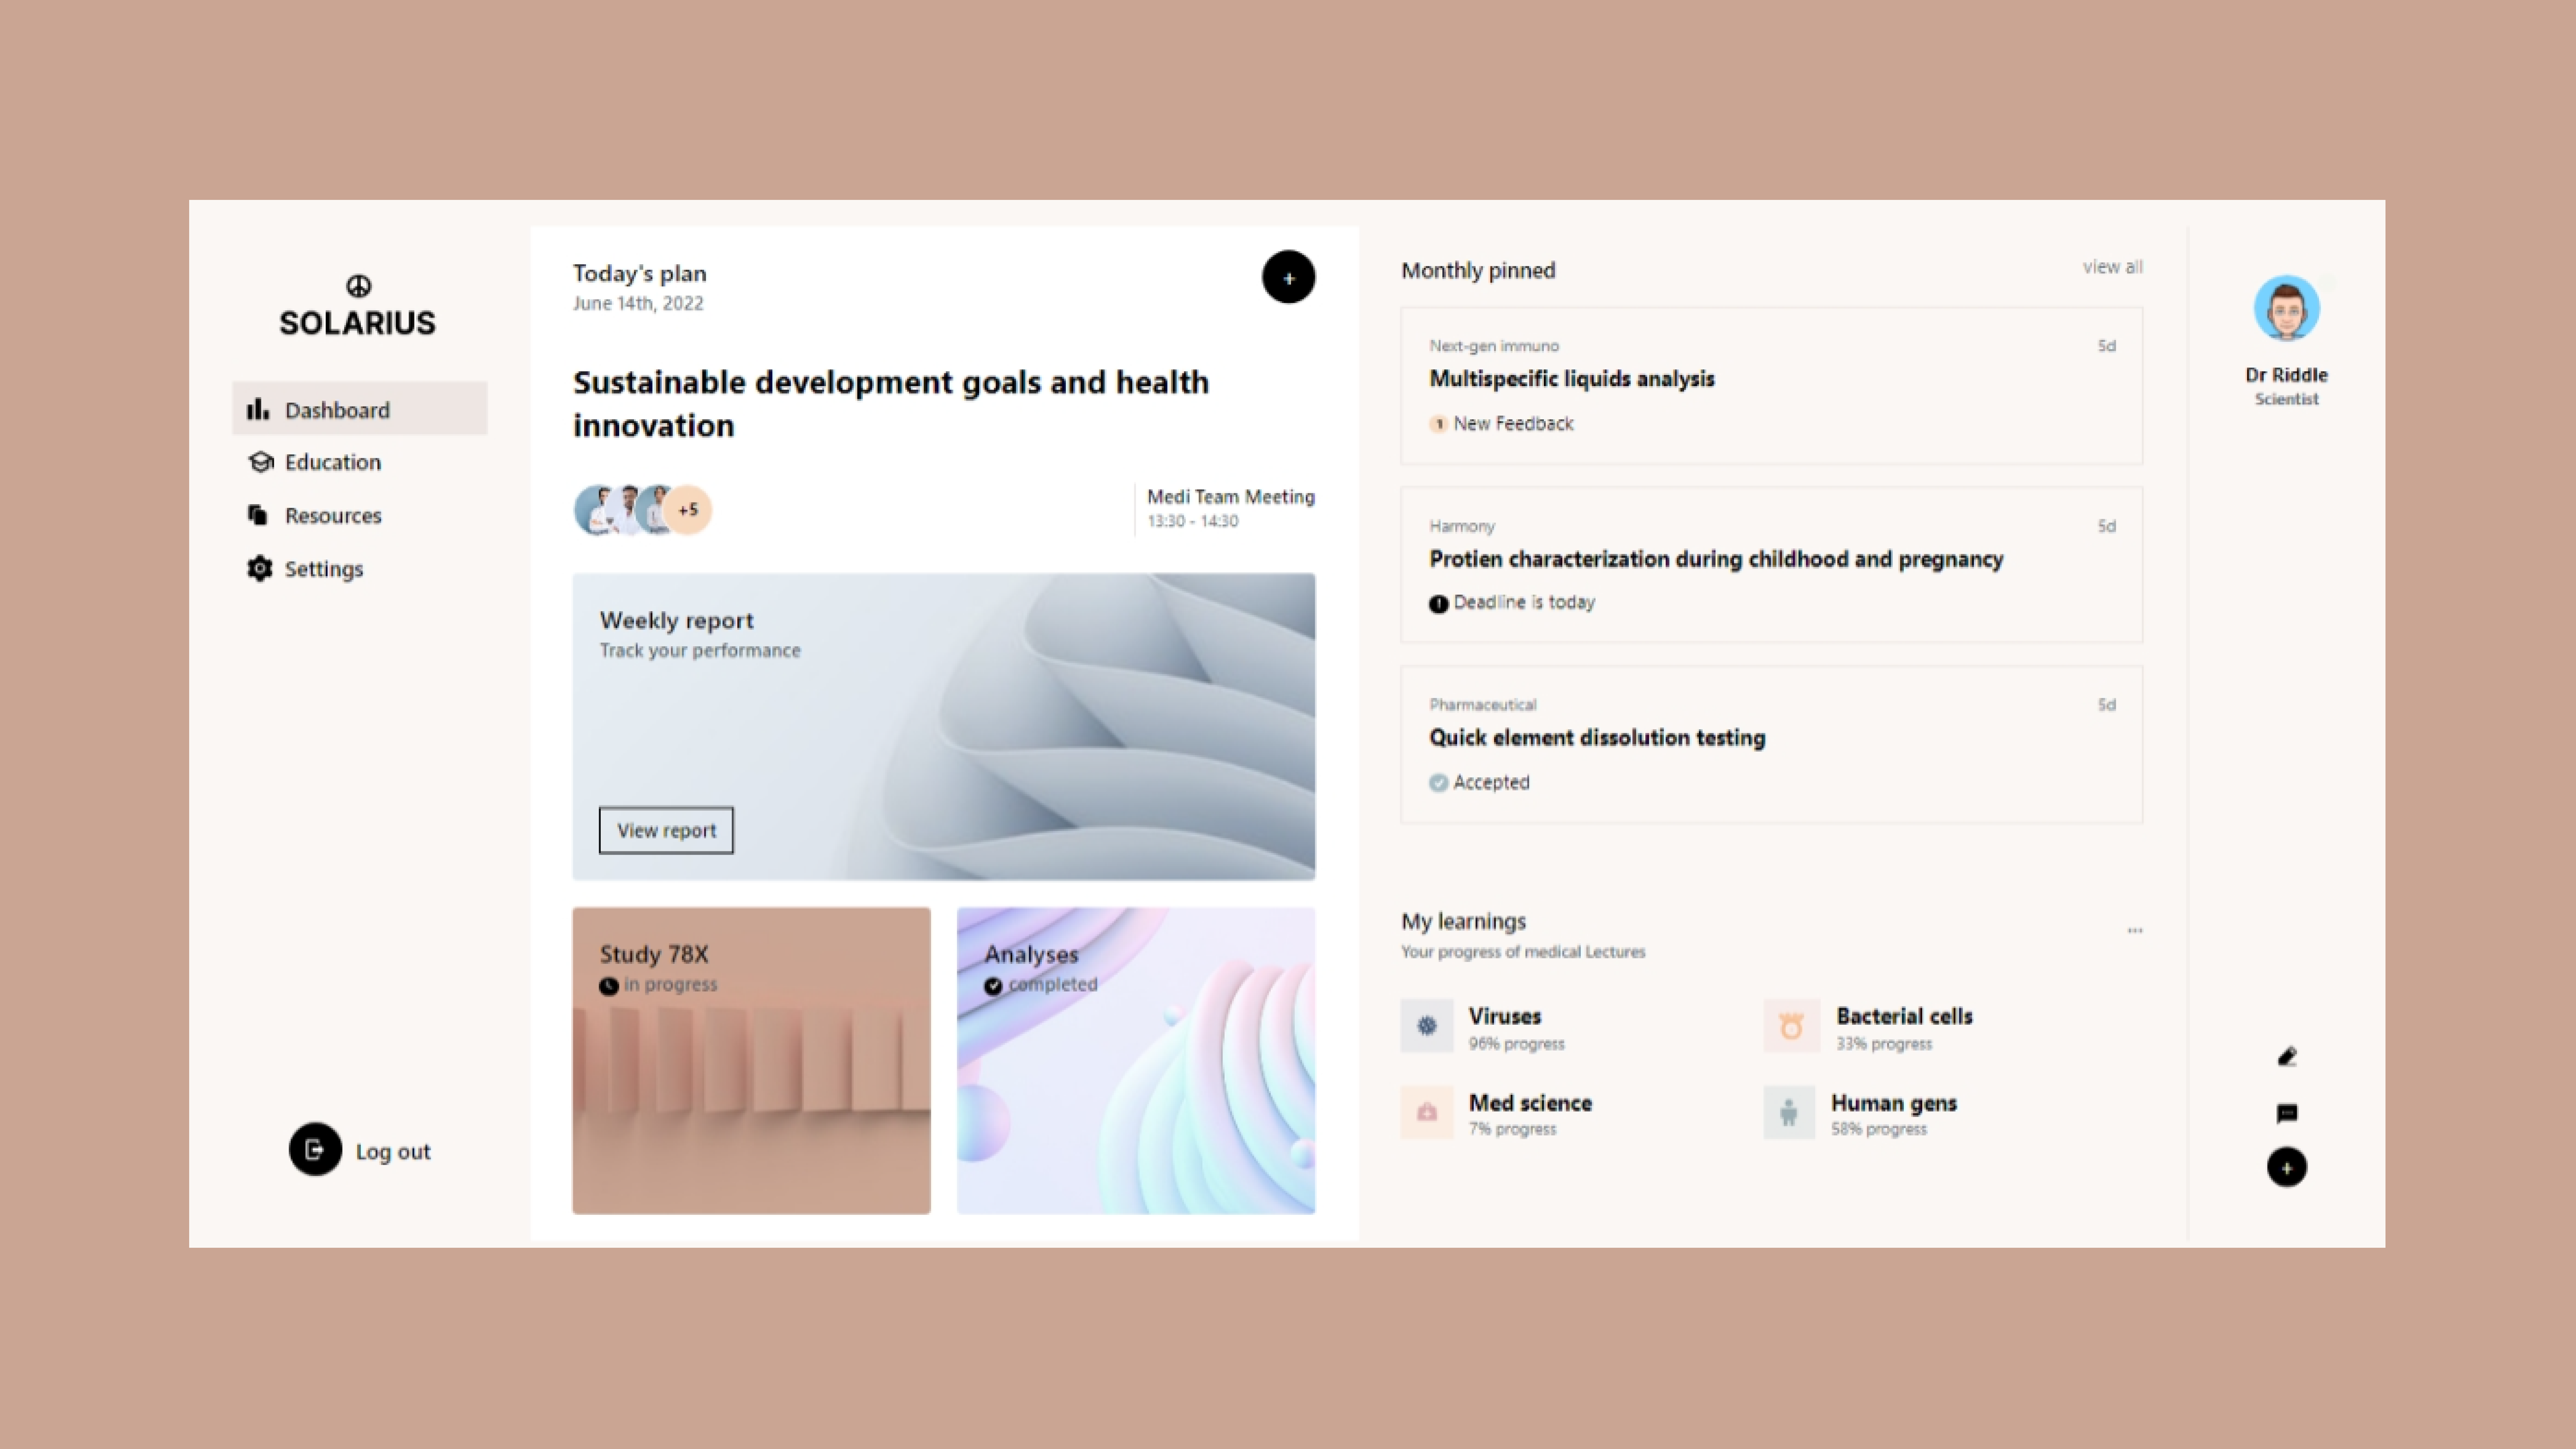 SOLARIUS
Dashboard
Education
Resources
Settings
Log out
Today's plan
June 14th, 2022
+
Sustainable development goals and health
innovation
+5
Medi Team Meeting
13:30 - 14:30
Weekly report
Track your performance
View report
Study 78X
in progress
Analyses
completed
Monthly pinned
view all
Next-gen immuno
5d
Multispecific liquids analysis
1 New Feedback
Harmony
5d
Protien characterization during childhood and pregnancy
! Deadline is today
Pharmaceutical
5d
Quick element dissolution testing
Accepted
My learnings
...
Your progress of medical Lectures
Viruses
96% progress
Bacterial cells
33% progress
Med science
7% progress
Human gens
58% progress
Dr Riddle
Scientist
+